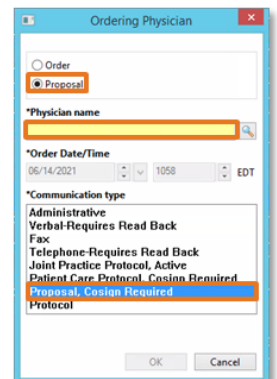 Ordering Physician
Order
Proposal
*Physician name
*Order Date/Time
06/14/2021 1058 EDT
*Communication type
Administrative
Verbal-Requires Read Back
Fax
Telephone-Requires Read Back
Joint Practice Protocol, Active
Patient Care Protocol, Cosign Required
Proposal, Cosign Required
Protocol
OK Cancel